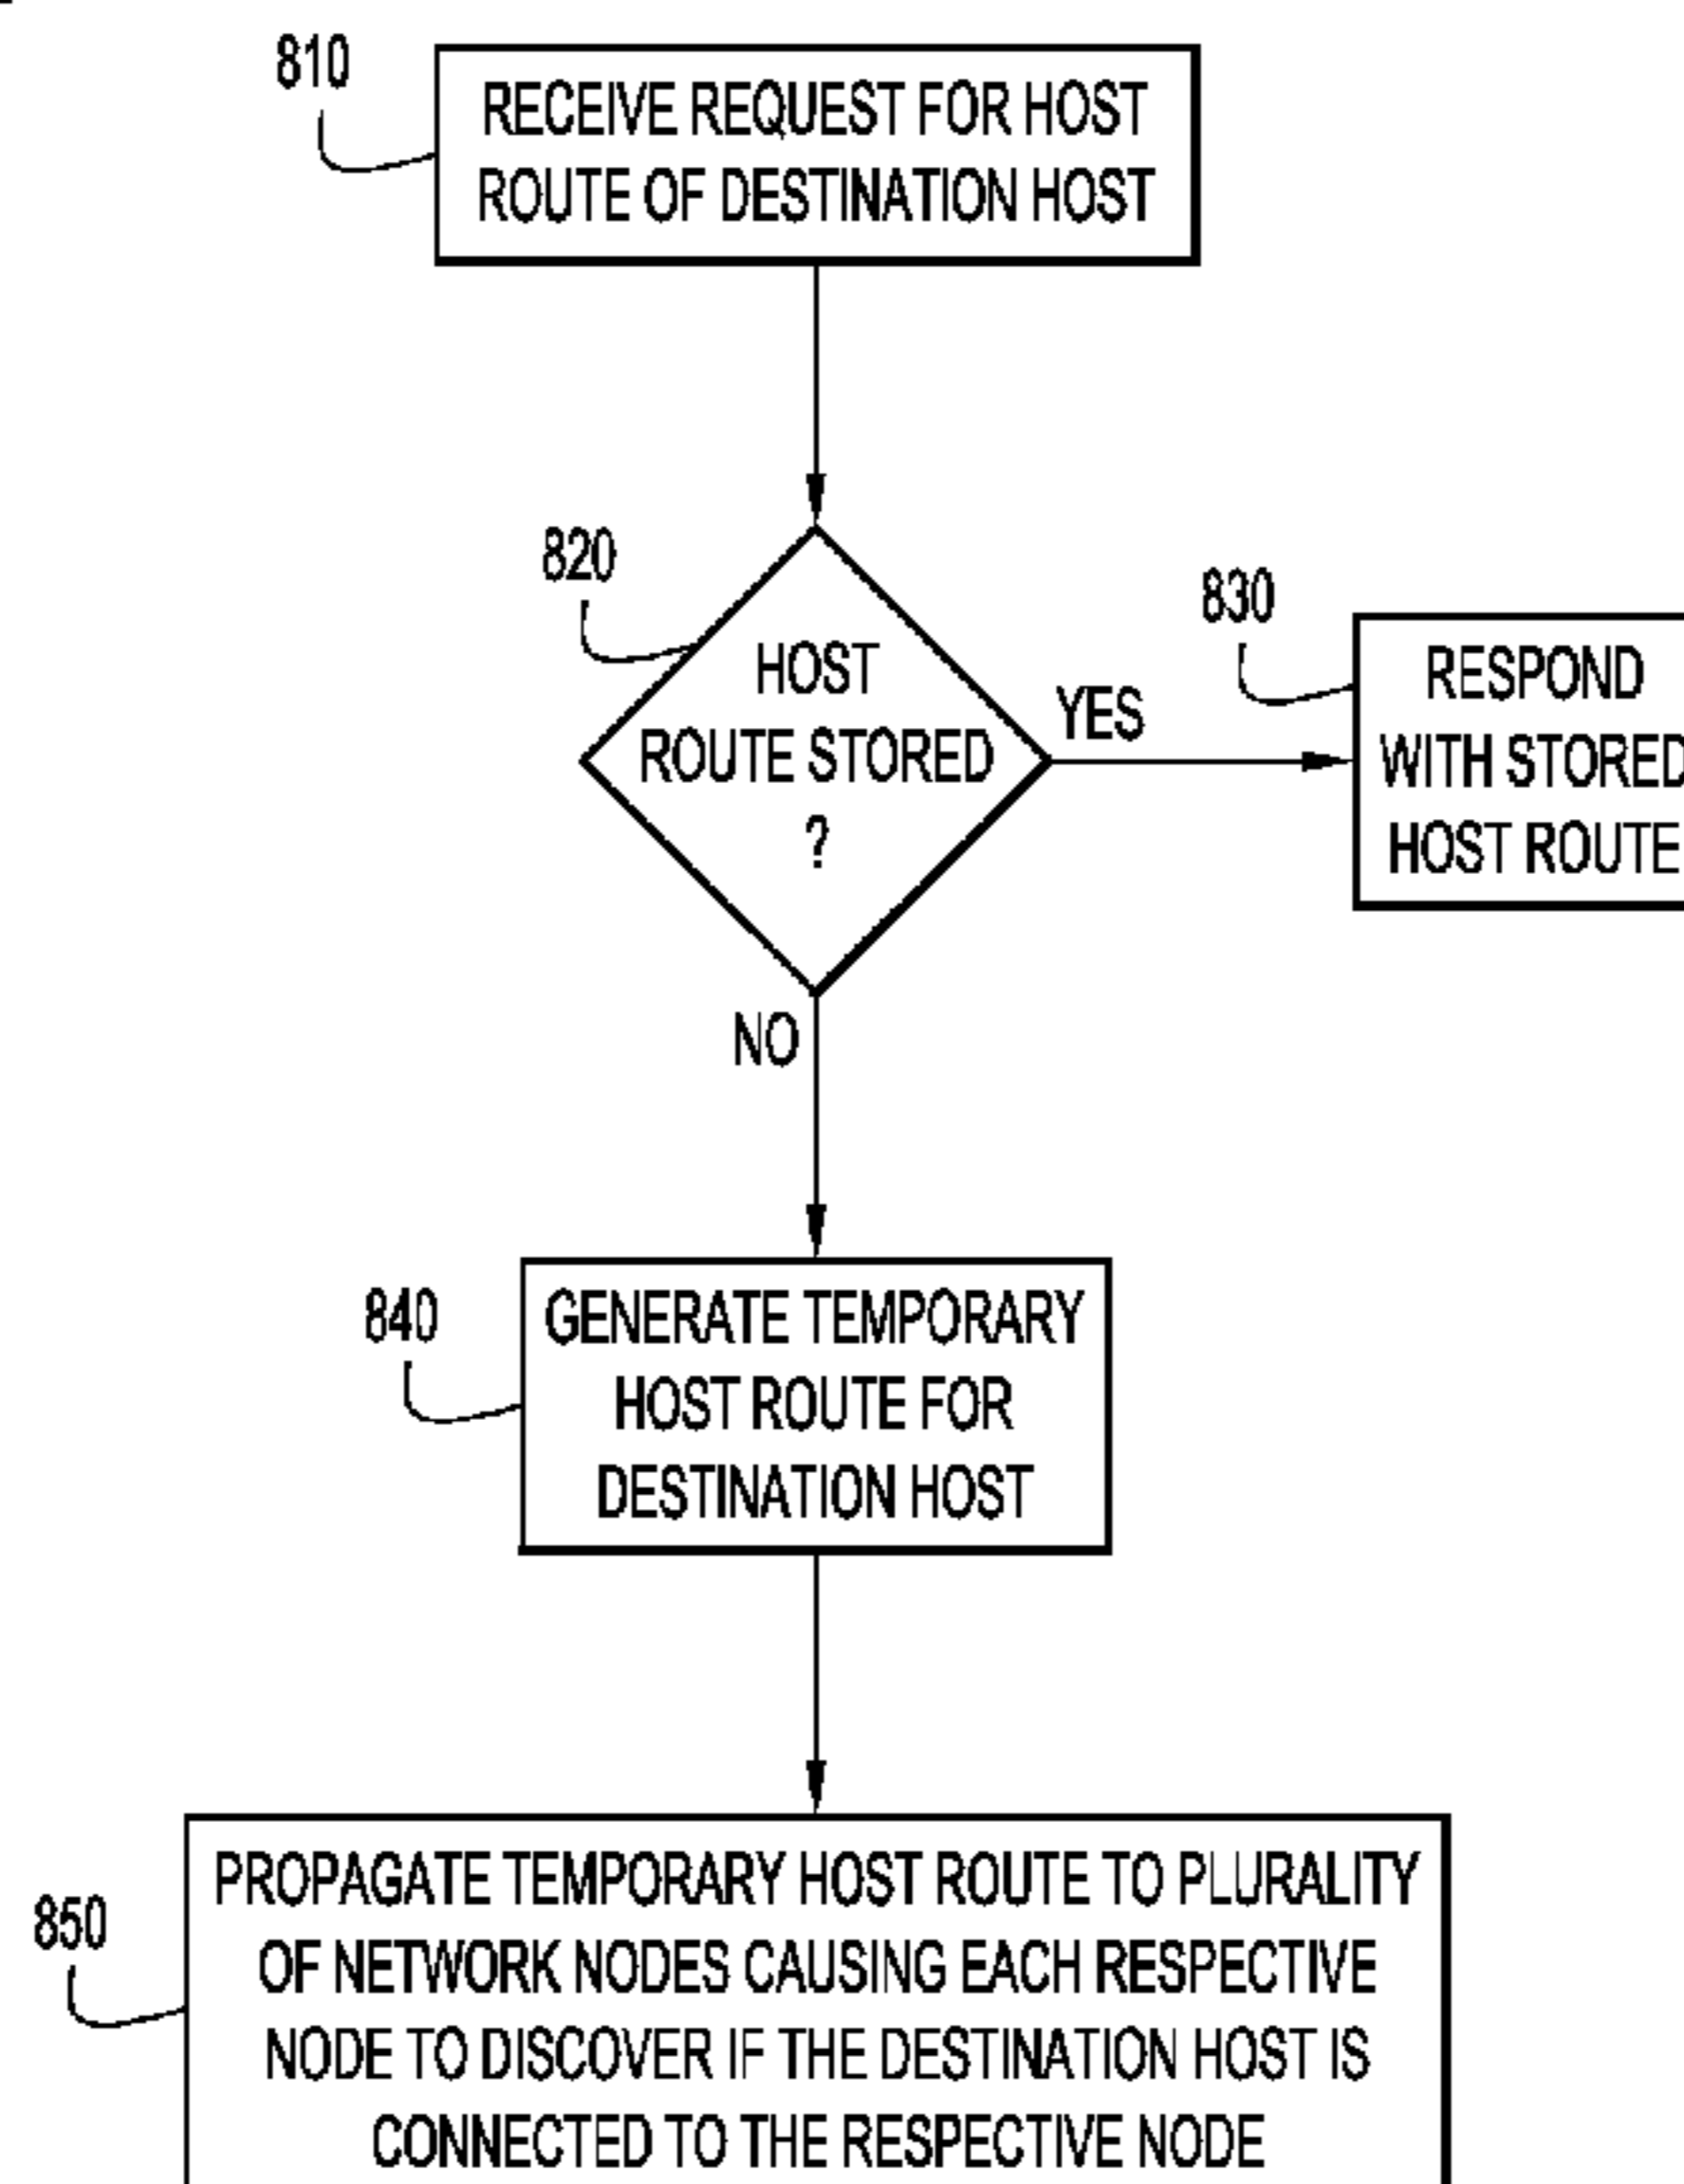 810
RECEIVE REQUEST FOR HOST
ROUTE OF DESTINATION HOST
820
HOST
ROUTE STORED
?
YES
830
RESPOND
WITH STORED
HOST ROUTE
NO
840
GENERATE TEMPORARY
HOST ROUTE FOR
DESTINATION HOST
850
PROPAGATE TEMPORARY HOST ROUTE TO PLURALITY
OF NETWORK NODES CAUSING EACH RESPECTIVE
NODE TO DISCOVER IF THE DESTINATION HOST IS
CONNECTED TO THE RESPECTIVE NODE